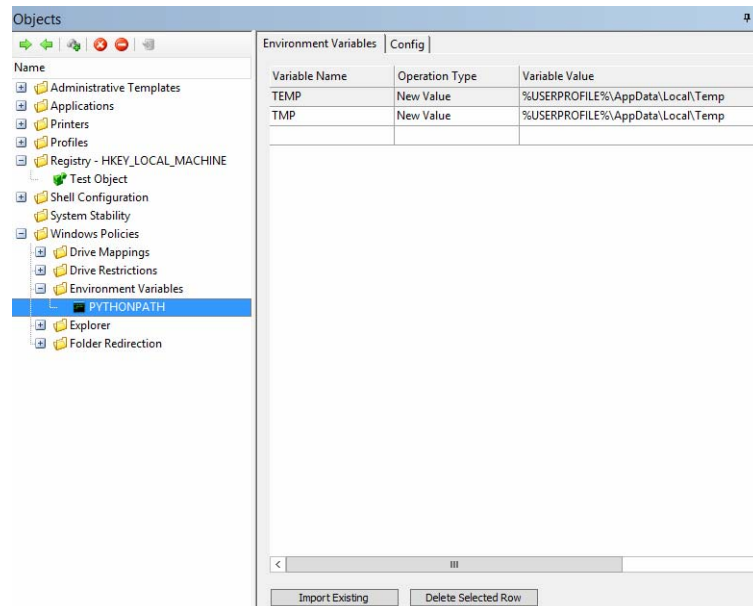 Objects
Name
Administrative Templates
Applications
Printers
Profiles
Registry - HKEY_LOCAL_MACHINE
Test Object
Shell Configuration
System Stability
Windows Policies
Drive Mappings
Drive Restrictions
Environment Variables
PYTHONPATH
Explorer
Folder Redirection
Environment Variables Config
Variable Name Operation Type Variable Value
TEMP New Value %USERPROFILE%\AppData\Local\Temp
TMP New Value %USERPROFILE%\AppData\Local\Temp
Import Existing Delete Selected Row